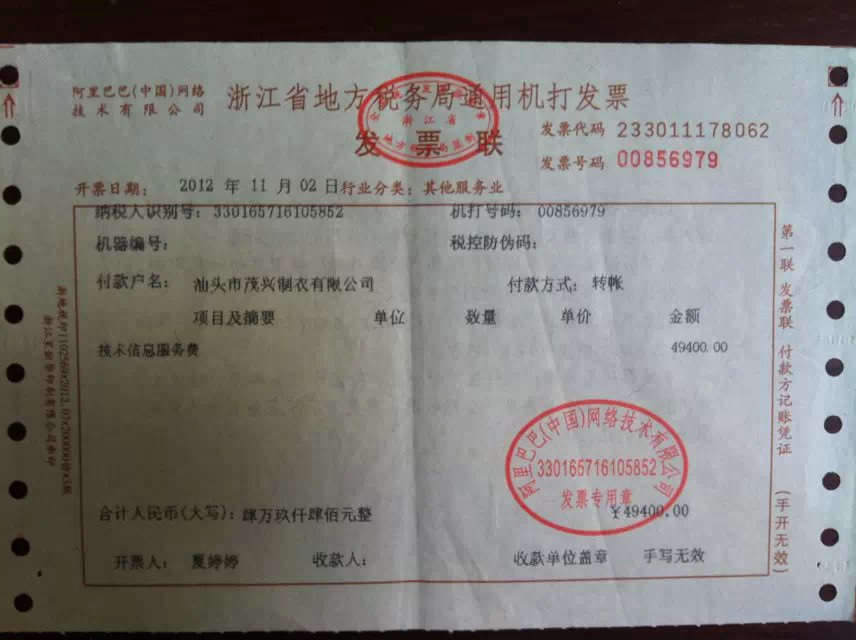 阿里巴巴(中国)网络
技术有限公司
浙江省地方税务局通用机打发票
发票联
浙江省
发票代码 233011178062
发票号码 00856979
开票日期： 2012 年 11 月 02 日 行业分类：其他服务业
纳税人识别号：330165716105852 机打号码：00856979
机器编号： 税控防伪码：
付款户名： 汕头市茂兴制衣有限公司 付款方式：转帐
项目及摘要 单位 数量 单价 金额
技术信息服务费 49400.00
阿里巴巴(中国)网络技术有限公司
330165716105852
发票专用章
合计人民币(大写)：肆万玖仟肆佰元整 ￥49400.00
开票人： 夏婷婷 收款人： 收款单位盖章 手写无效
第一联 发票联 付款方记账凭证 (手开无效)